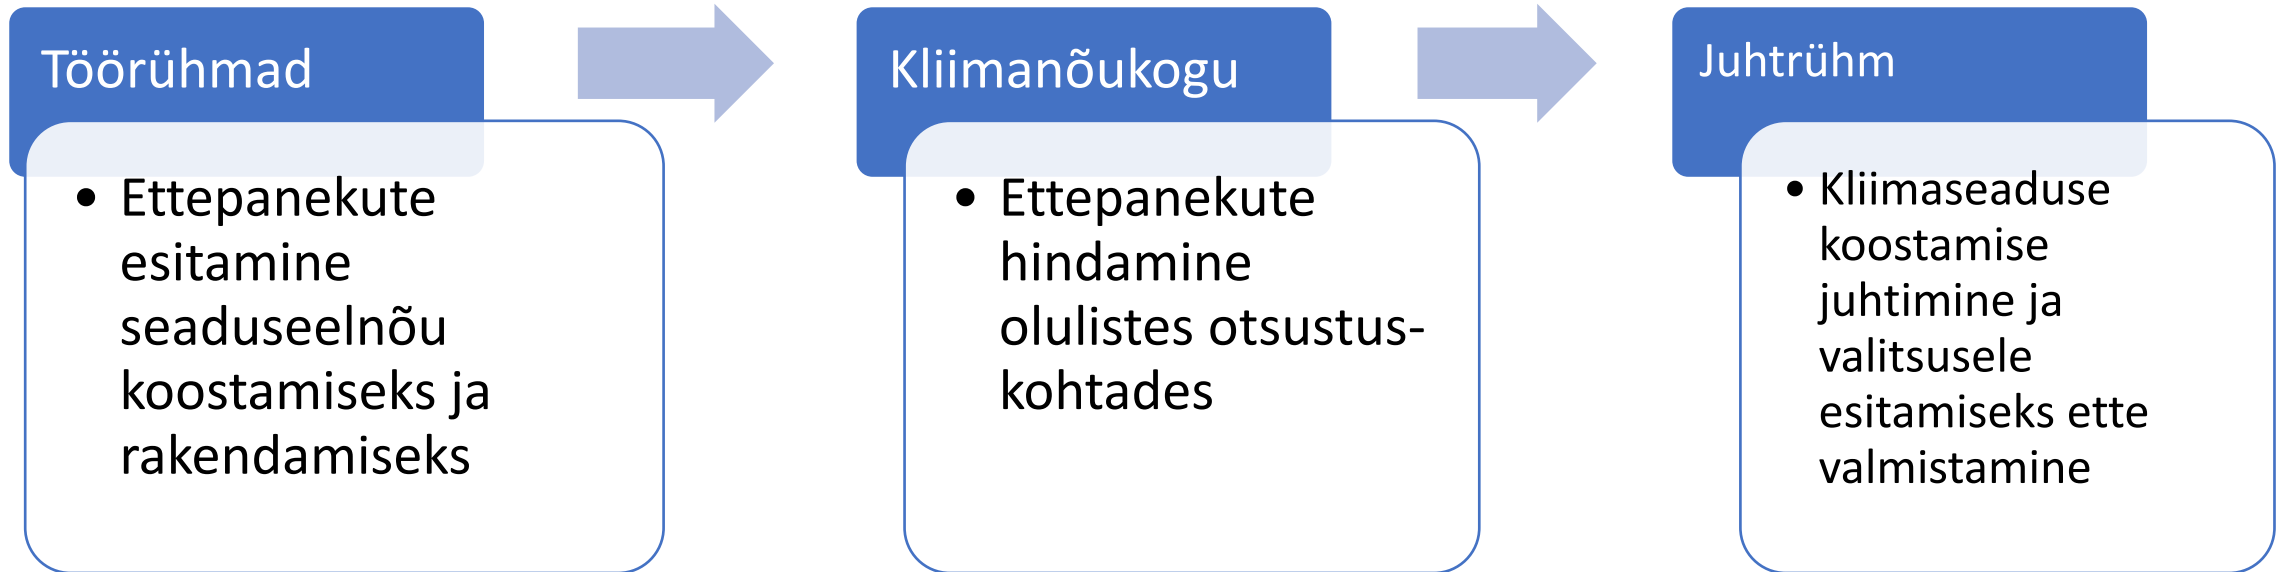 Töörühmad
• Ettepanekute
esitamine
seaduseelnõu
koostamiseks ja
rakendamiseks
Kliimanõukogu
• Ettepanekute
hindamine
olulistes otsustus-
kohtades
Juhtrühm
• Kliimaseaduse
koostamise
juhtimine ja
valitsusele
esitamiseks ette
valmistamine